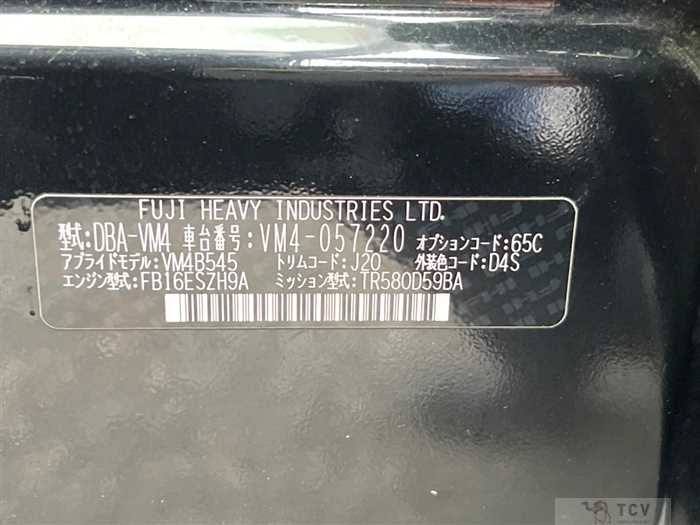 FUJI HEAVY INDUSTRIES LTD.
型式:DBA-VM4 車台番号:VM4-057220 オプションコード:65C
アプライドモデル:VM4B545 トリムコード:J20 外装色コード:D4S
エンジン型式:FB16ESZH9A ミッション型式:TR580D59BA
TCV